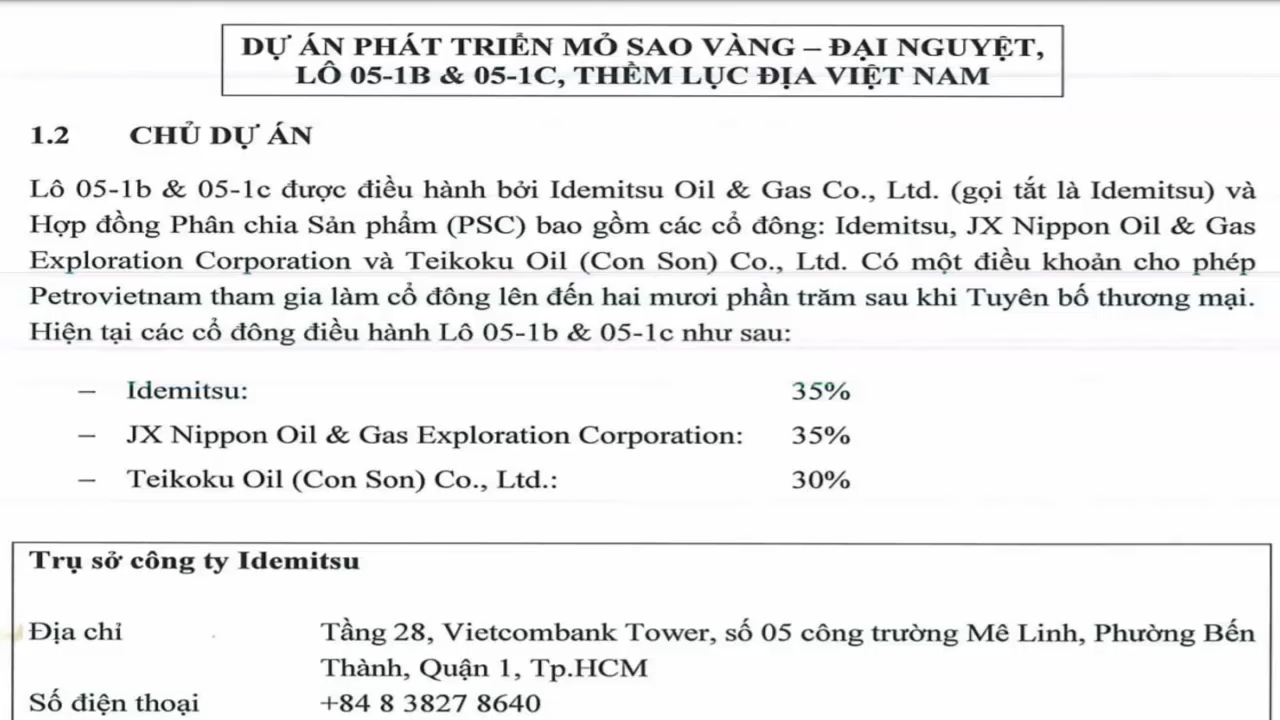 DỰ ÁN PHÁT TRIỂN MỎ SAO VÀNG – ĐẠI NGUYỆT,
LÔ 05-1B & 05-1C, THỀM LỤC ĐỊA VIỆT NAM
1.2 CHỦ DỰ ÁN
Lô 05-1b & 05-1c được điều hành bởi Idemitsu Oil & Gas Co., Ltd. (gọi tắt là Idemitsu) và
Hợp đồng Phân chia Sản phẩm (PSC) bao gồm các cổ đông: Idemitsu, JX Nippon Oil & Gas
Exploration Corporation và Teikoku Oil (Con Son) Co., Ltd. Có một điều khoản cho phép
Petrovietnam tham gia làm cổ đông lên đến hai mươi phần trăm sau khi Tuyên bố thương mại.
Hiện tại các cổ đông điều hành Lô 05-1b & 05-1c như sau:
– Idemitsu: 35%
– JX Nippon Oil & Gas Exploration Corporation: 35%
– Teikoku Oil (Con Son) Co., Ltd.: 30%
Trụ sở công ty Idemitsu
Địa chỉ Tầng 28, Vietcombank Tower, số 05 công trường Mê Linh, Phường Bến
Thành, Quận 1, Tp.HCM
Số điện thoại +84 8 3827 8640